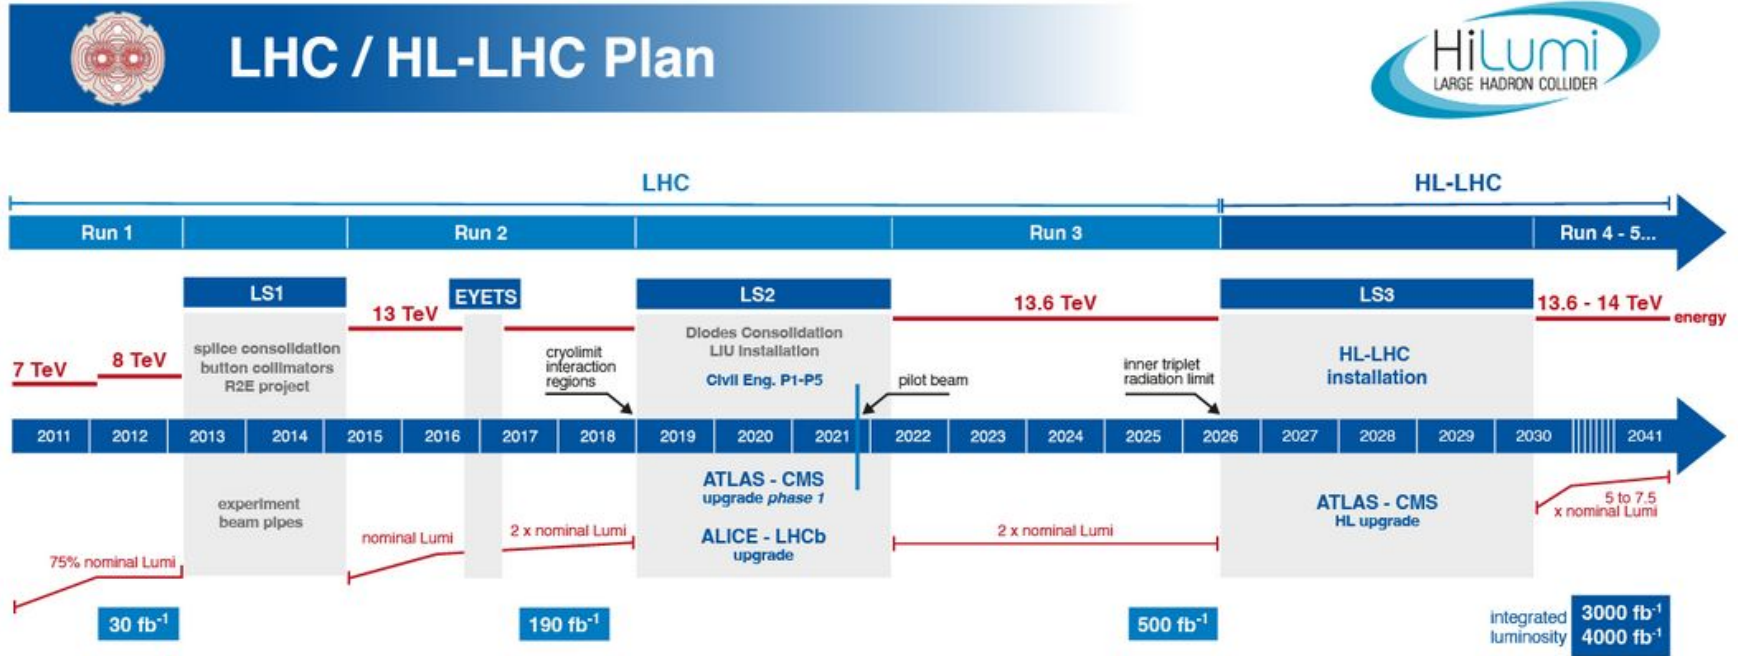 LHC / HL-LHC Plan
HiLumi
LARGE HADRON COLLIDER
LHC
HL-LHC
Run 1
Run 2
Run 3
Run 4 - 5...
LS1
EYETS
LS2
LS3
13 TeV
13.6 TeV
13.6 - 14 TeV
energy
7 TeV
8 TeV
splice consolidation
button collimators
R2E project
cryolimit
interaction
regions
Diodes Consolidation
LIU Installation
Civil Eng. P1-P5
pilot beam
inner triplet
radiation limit
HL-LHC
installation
2011
2012
2013
2014
2015
2016
2017
2018
2019
2020
2021
2022
2023
2024
2025
2026
2027
2028
2029
2030
2041
experiment
beam pipes
ATLAS - CMS
upgrade phase 1
ALICE - LHCb
upgrade
ATLAS - CMS
HL upgrade
75% nominal Lumi
nominal Lumi
2 x nominal Lumi
2 x nominal Lumi
5 to 7.5
x nominal Lumi
30 fb⁻¹
190 fb⁻¹
500 fb⁻¹
integrated
luminosity
3000 fb⁻¹
4000 fb⁻¹